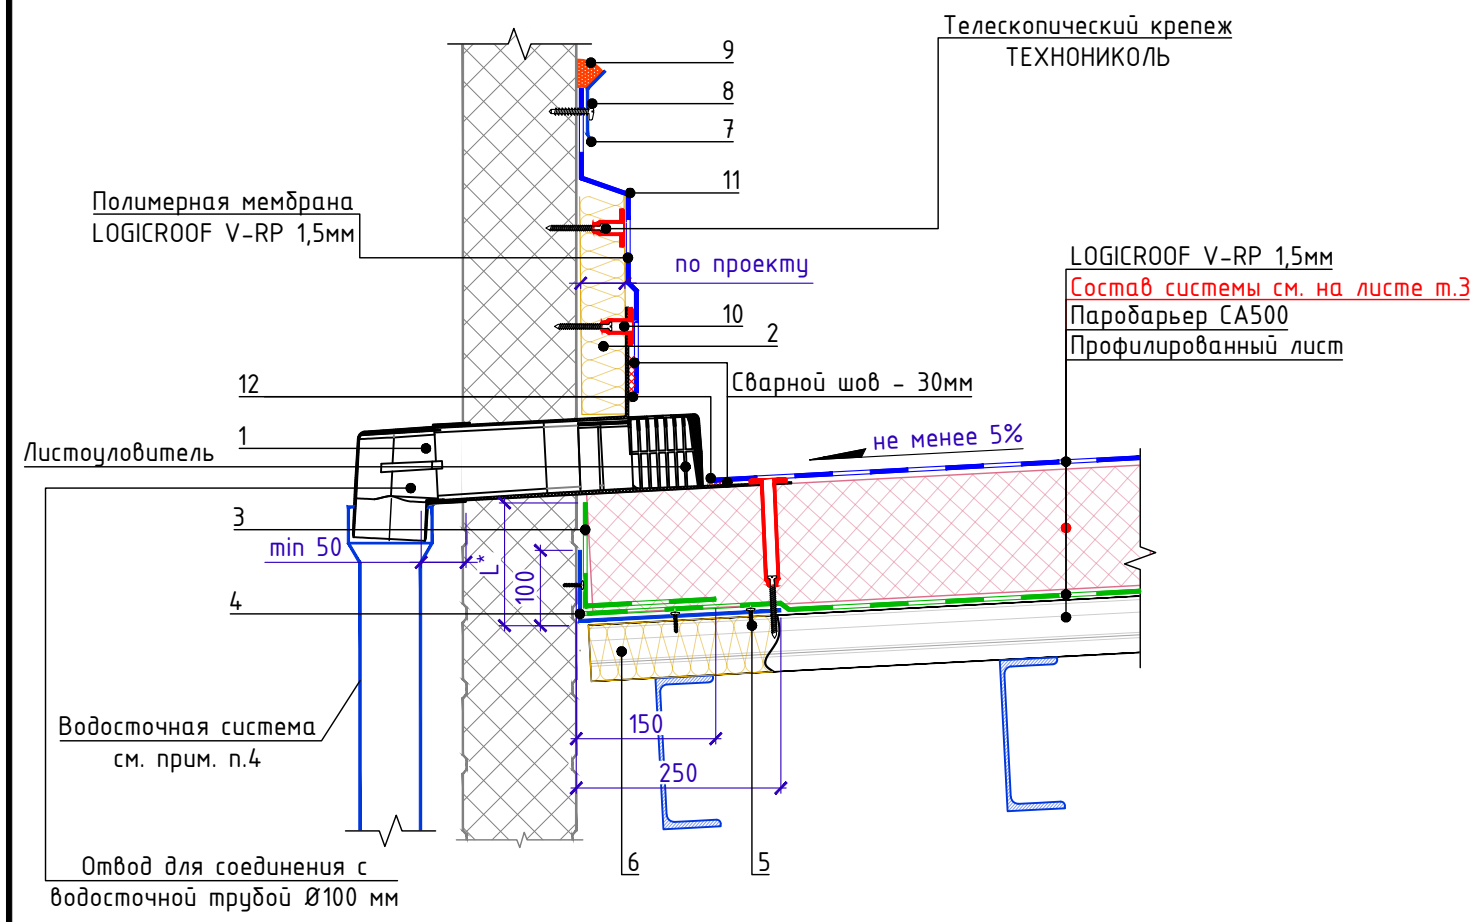 Телескопический крепеж
ТЕХНОНИКОЛЬ
9
8
7
11
Полимерная мембрана
LOGICROOF V-RP 1,5мм
по проекту
LOGICROOF V-RP 1,5мм
Состав системы см. на листе т.3
Паробарьер СА500
Профилированный лист
10
2
12
Сварной шов - 30мм
1
Листоуловитель
не менее 5%
3
min 50
L*
100
4
Водосточная система
см. прим. п.4
150
250
6
5
Отвод для соединения с
водосточной трубой Ø100 мм